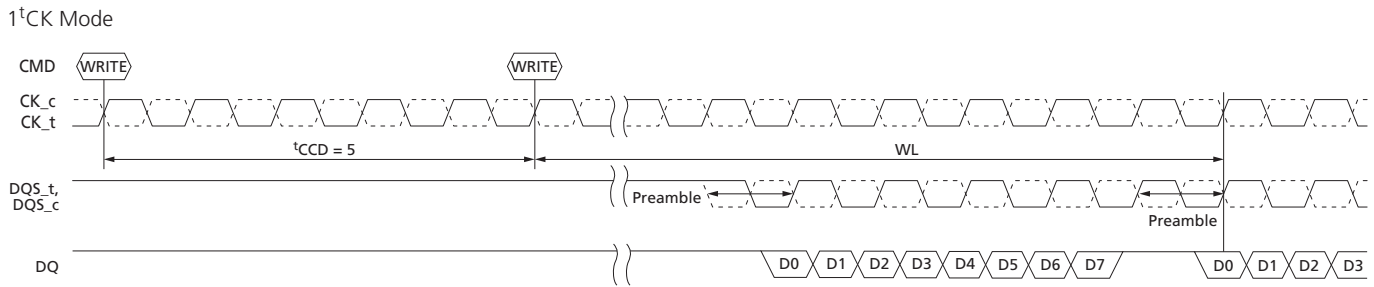 1tCK Mode
CMD WRITE WRITE
CK_c
CK_t
tCCD = 5 WL
DQS_t,
DQS_c
Preamble
Preamble
DQ D0 D1 D2 D3 D4 D5 D6 D7 D0 D1 D2 D3